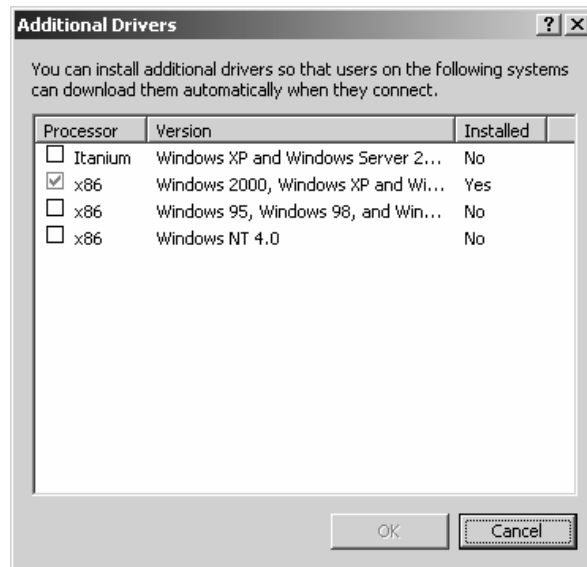 Additional Drivers
You can install additional drivers so that users on the following systems
can download them automatically when they connect.
Processor Version Installed
Itanium Windows XP and Windows Server 2... No
x86 Windows 2000, Windows XP and Wi... Yes
x86 Windows 95, Windows 98, and Win... No
x86 Windows NT 4.0 No
OK Cancel